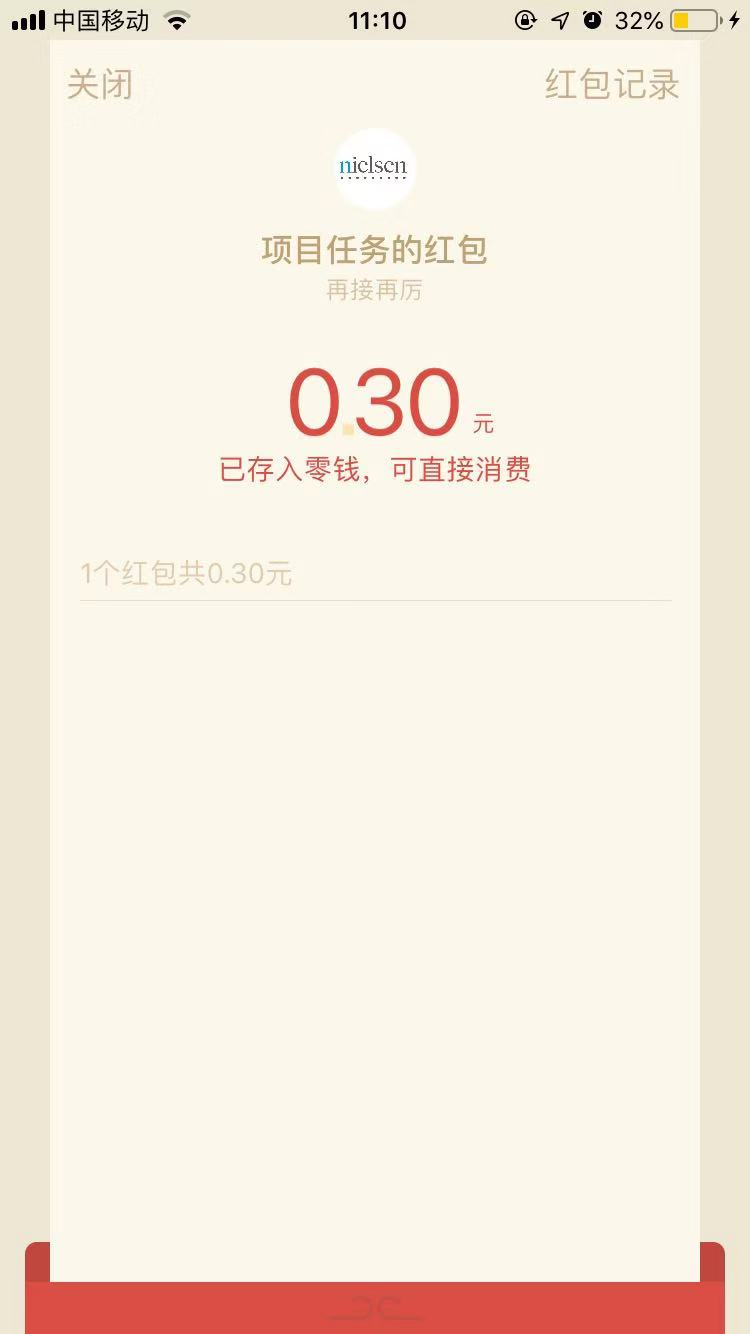 中国移动
11:10
32%
关闭
红包记录
nielsen
项目任务的红包
再接再厉
0.30 元
已存入零钱，可直接消费
1个红包共0.30元